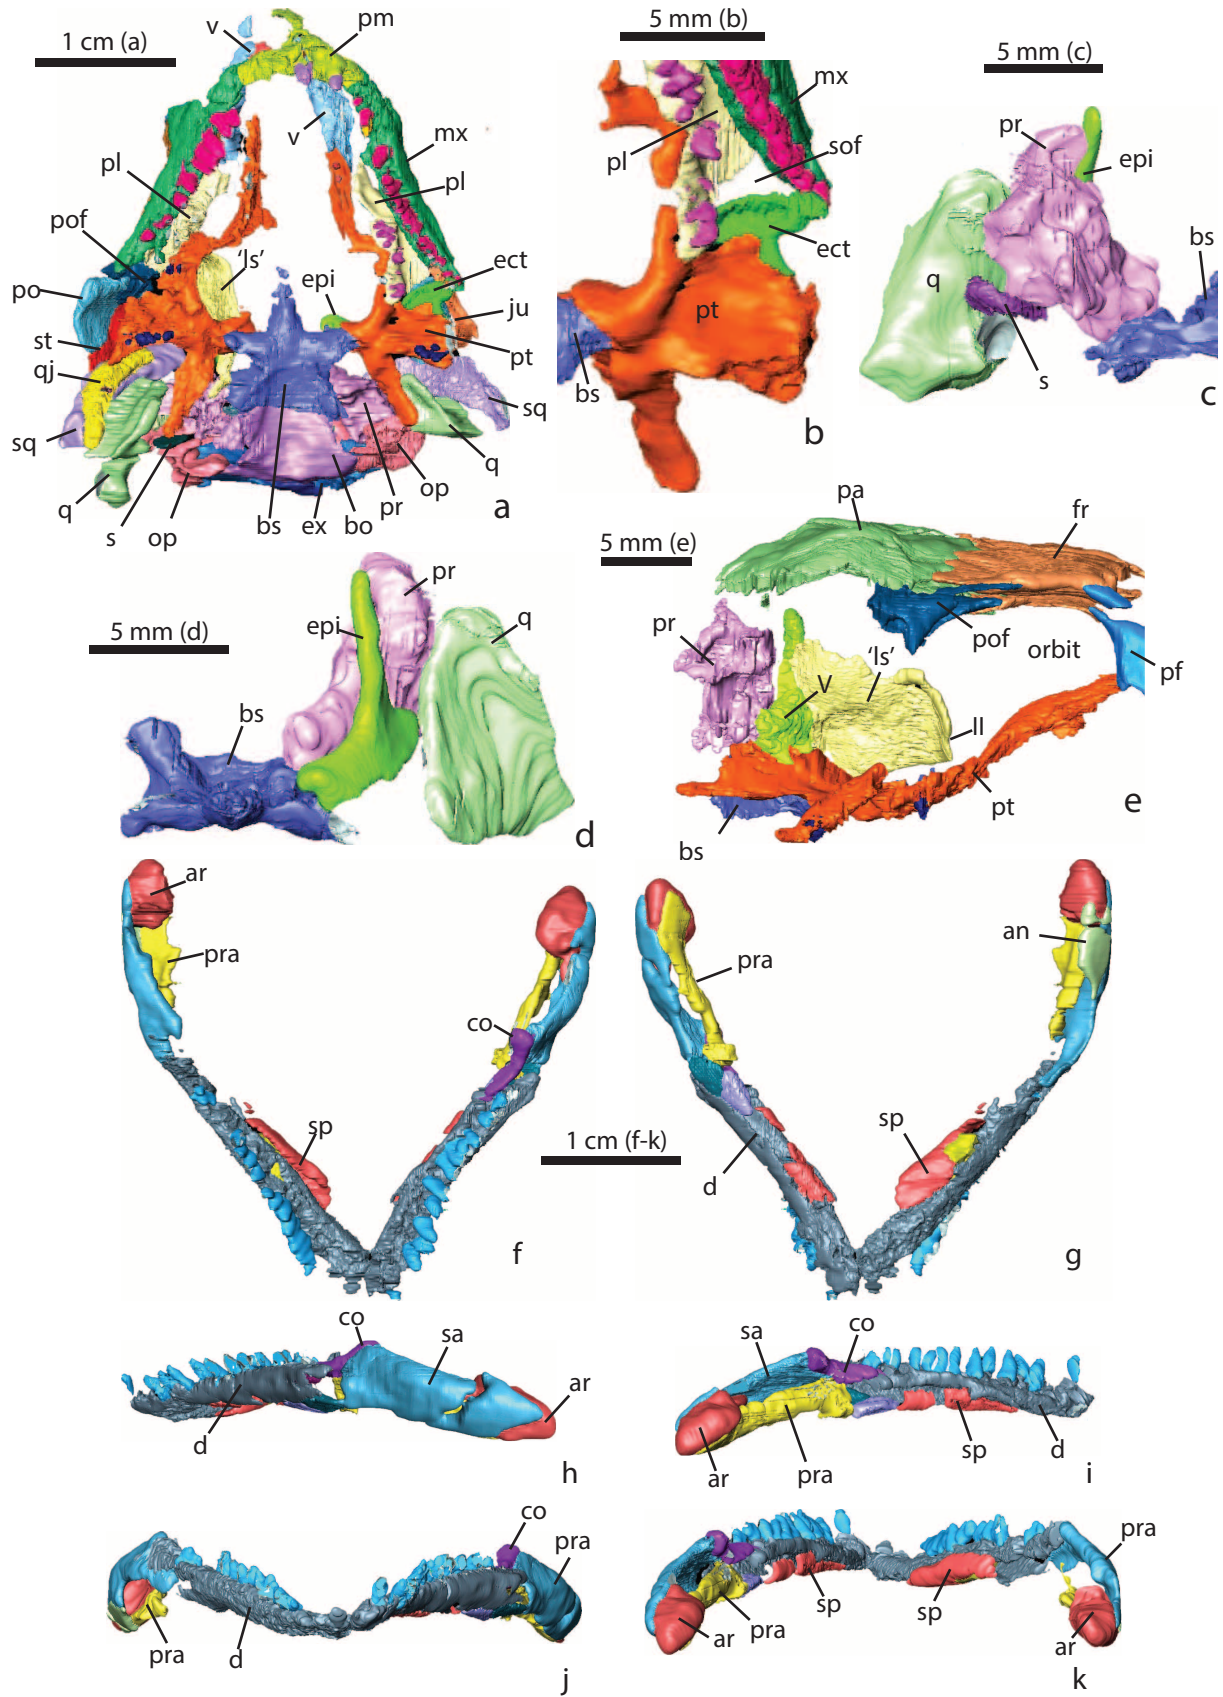 1 cm (a)
v
pm
v
mx
pl
pl
pof
'ls'
ect
po
epi
ju
st
pt
qj
sq
sq
q
q
op
pr
s
op
bs
ex
bo
a
5 mm (b)
mx
pl
sof
ect
pt
bs
b
5 mm (c)
pr
epi
bs
q
s
c
5 mm (d)
pr
epi
q
bs
d
5 mm (e)
pa
fr
pr
pof
orbit
pf
V
'ls'
ll
pt
bs
e
ar
pra
co
sp
f
1 cm (f-k)
pra
an
sp
d
g
co
sa
d
ar
h
sa
co
ar
pra
sp
d
i
co
pra
pra
d
j
pra
sp
sp
ar
pra
ar
k